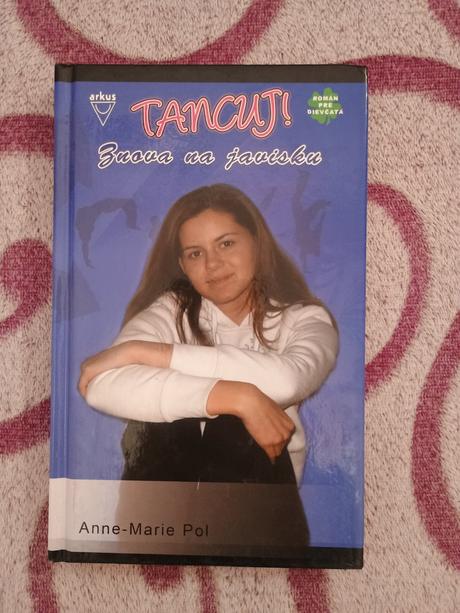 arkus
TANCUJ!
ROMÁN
PRE
DIEVČATÁ
Znova na javisku
Anne-Marie Pol